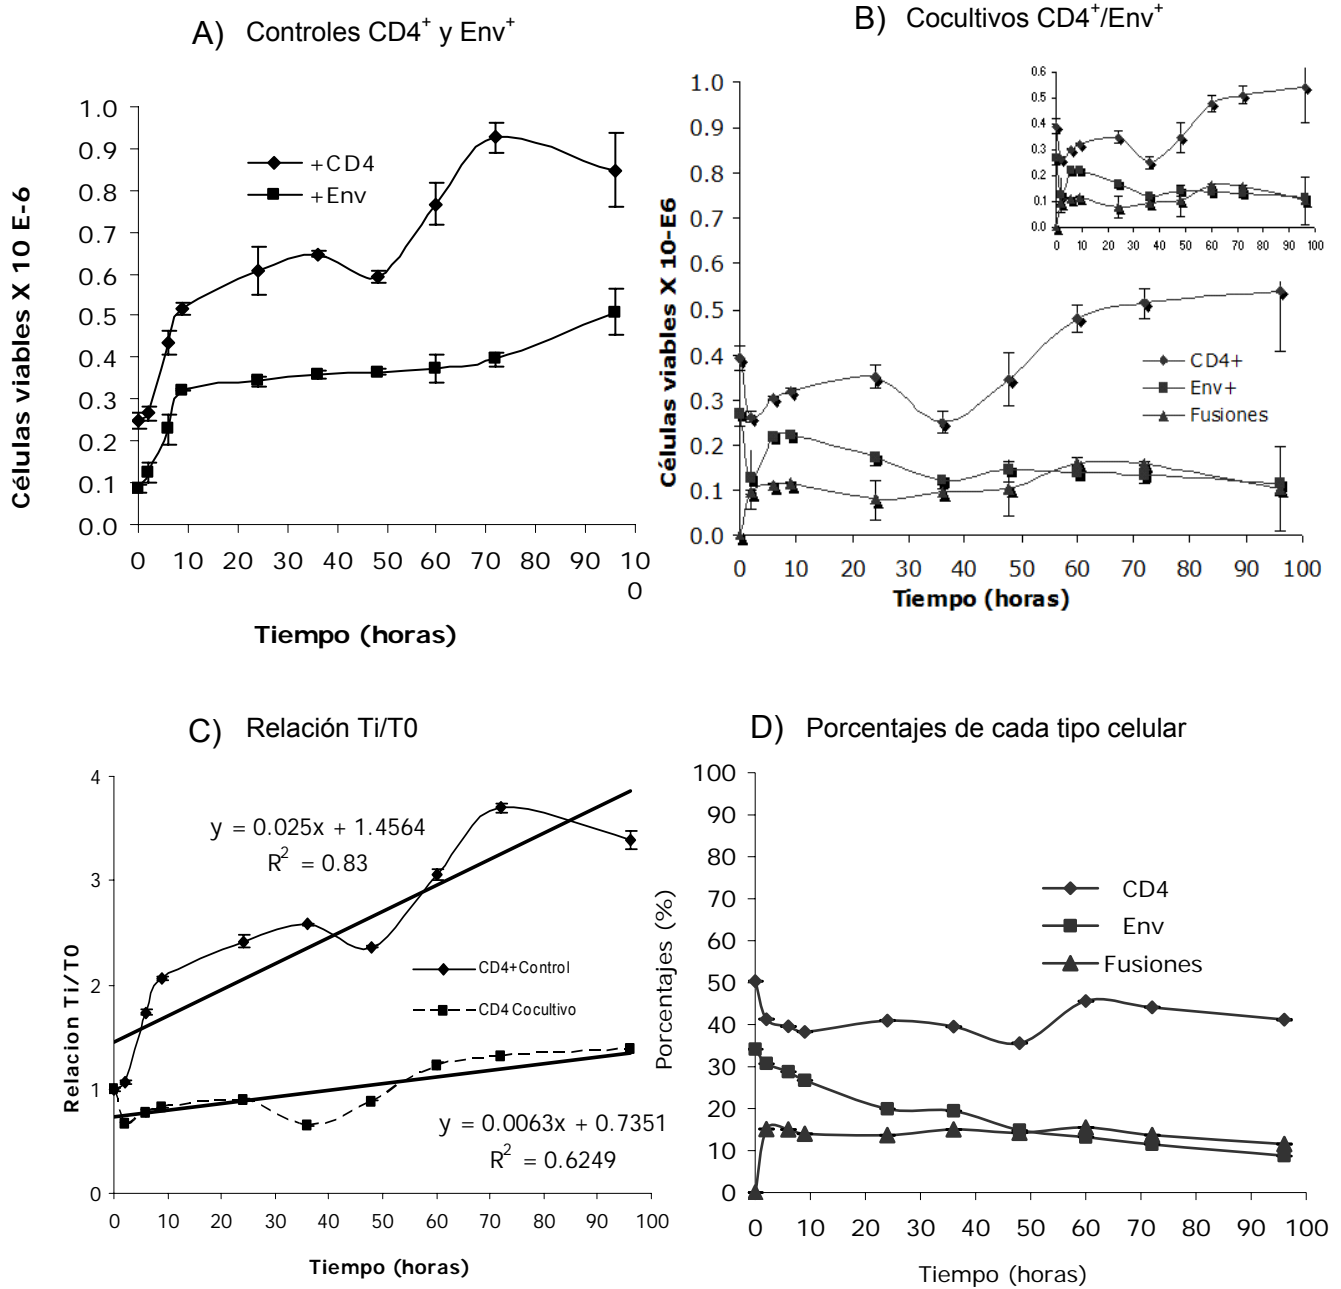 A) Controles CD4⁺ y Env⁺
Células viables X 10 E-6
1.0
0.9
0.8
0.7
0.6
0.5
0.4
0.3
0.2
0.1
0.0
+CD4
+Env
0 10 20 30 40 50 60 70 80 90 10
0
Tiempo (horas)
B) Cocultivos CD4⁺/Env⁺
Células viables X 10-E6
1.0
0.9
0.8
0.7
0.6
0.5
0.4
0.3
0.2
0.1
0.0
0.6
0.5
0.4
0.3
0.2
0.1
0.0
0 10 20 30 40 50 60 70 80 90 100
CD4+
Env+
Fusiones
0 10 20 30 40 50 60 70 80 90 100
Tiempo (horas)
C) Relación Ti/T0
Relacion Ti/T0
4
3
2
1
0
y = 0.025x + 1.4564
R² = 0.83
CD4+Control
CD4 Cocultivo
y = 0.0063x + 0.7351
R² = 0.6249
0 10 20 30 40 50 60 70 80 90 100
Tiempo (horas)
D) Porcentajes de cada tipo celular
Porcentajes (%)
100
90
80
70
60
50
40
30
20
10
0
CD4
Env
Fusiones
0 10 20 30 40 50 60 70 80 90 100
Tiempo (horas)